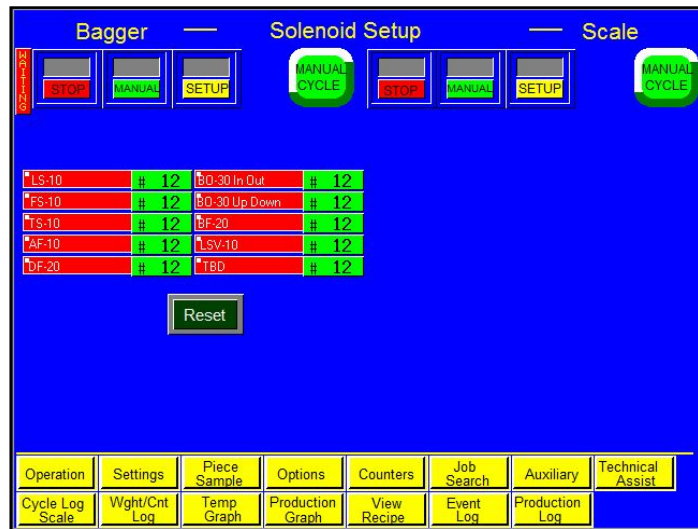 Bagger — Solenoid Setup — Scale
WAITING
STOP MANUAL SETUP MANUAL CYCLE STOP MANUAL SETUP MANUAL CYCLE
LS-10 # 12 BO-30 In Out # 12
FS-10 # 12 BO-30 Up Down # 12
TS-10 # 12 BF-20 # 12
AF-10 # 12 LSV-10 # 12
DF-20 # 12 TBD # 12
Reset
Operation Settings Piece Sample Options Counters Job Search Auxiliary Technical Assist
Cycle Log Scale Wght/Cnt Log Temp Graph Production Graph View Recipe Event Log Production Log